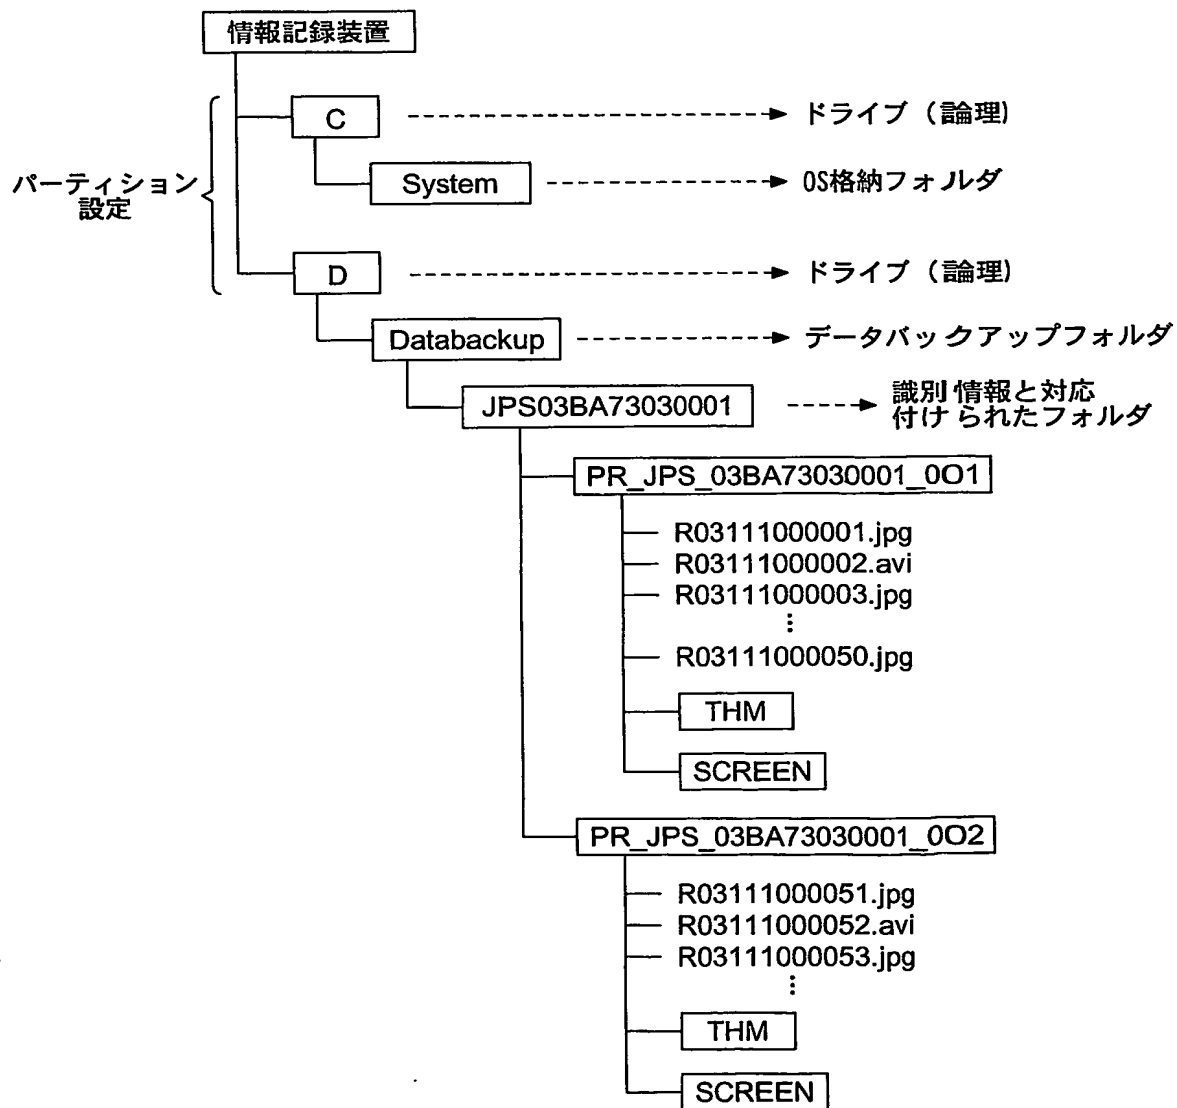 情報記録装置
C
ドライブ（論理）
System
OS格納フォルダ
パーティション
設定
D
ドライブ（論理）
Databackup
データバックアップフォルダ
JPS03BA73030001
識別情報と対応
付けられたフォルダ
PR_JPS_03BA73030001_001
R03111000001.jpg
R03111000002.avi
R03111000003.jpg
⋮
R03111000050.jpg
THM
SCREEN
PR_JPS_03BA73030001_002
R03111000051.jpg
R03111000052.avi
R03111000053.jpg
⋮
THM
SCREEN